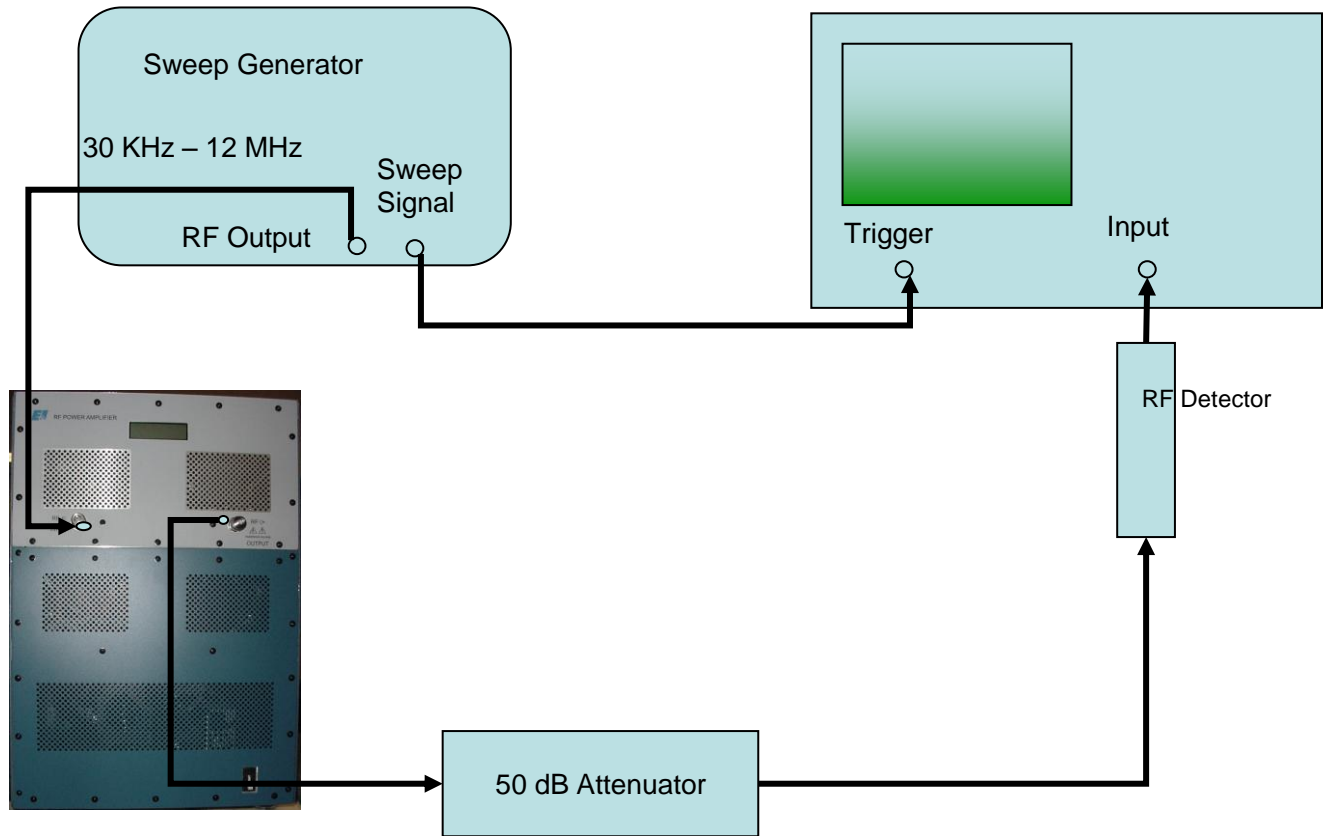 Sweep Generator
30 KHz – 12 MHz
Sweep
Signal
RF Output
Trigger
Input
RF Detector
RF POWER AMPLIFIER
OUTPUT
50 dB Attenuator